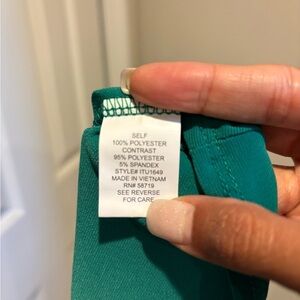 SELF
100% POLYESTER
CONTRAST
95% POLYESTER
5% SPANDEX
STYLE# ITU1649
MADE IN VIETNAM
RN# 58719
SEE REVERSE
FOR CARE